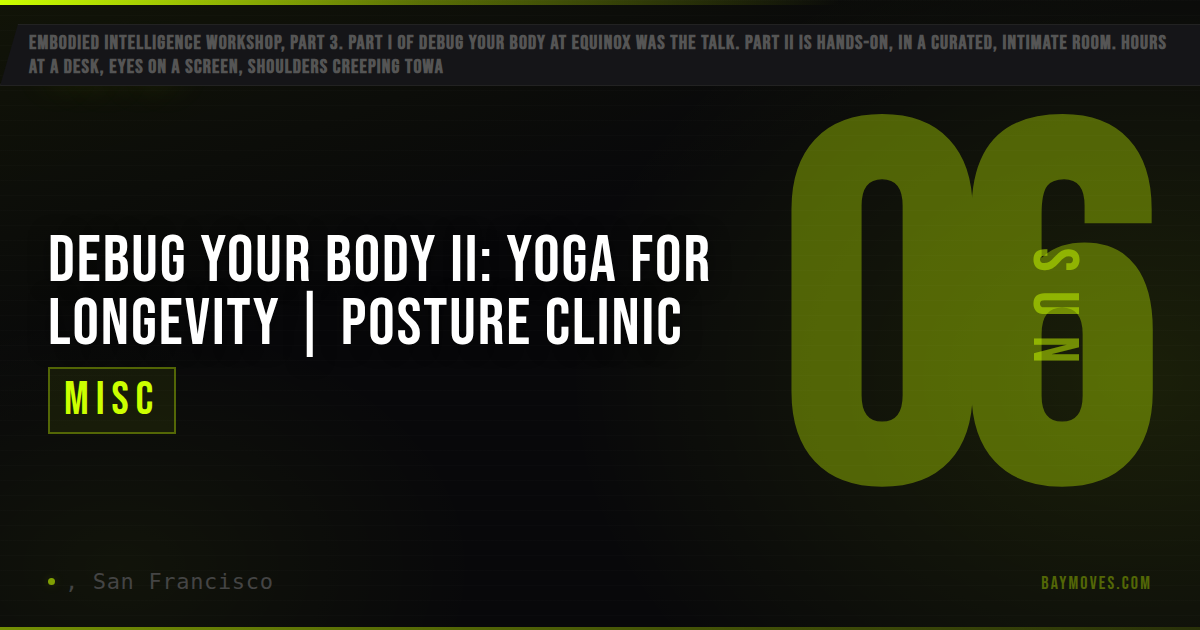 EMBODIED INTELLIGENCE WORKSHOP, PART 3. PART I OF DEBUG YOUR BODY AT EQUINOX WAS THE TALK. PART II IS HANDS-ON, IN A CURATED, INTIMATE ROOM. HOURS
AT A DESK, EYES ON A SCREEN, SHOULDERS CREEPING TOWA
06
SUN
DEBUG YOUR BODY II: YOGA FOR
LONGEVITY | POSTURE CLINIC
MISC
, San Francisco
BAYMOVES.COM